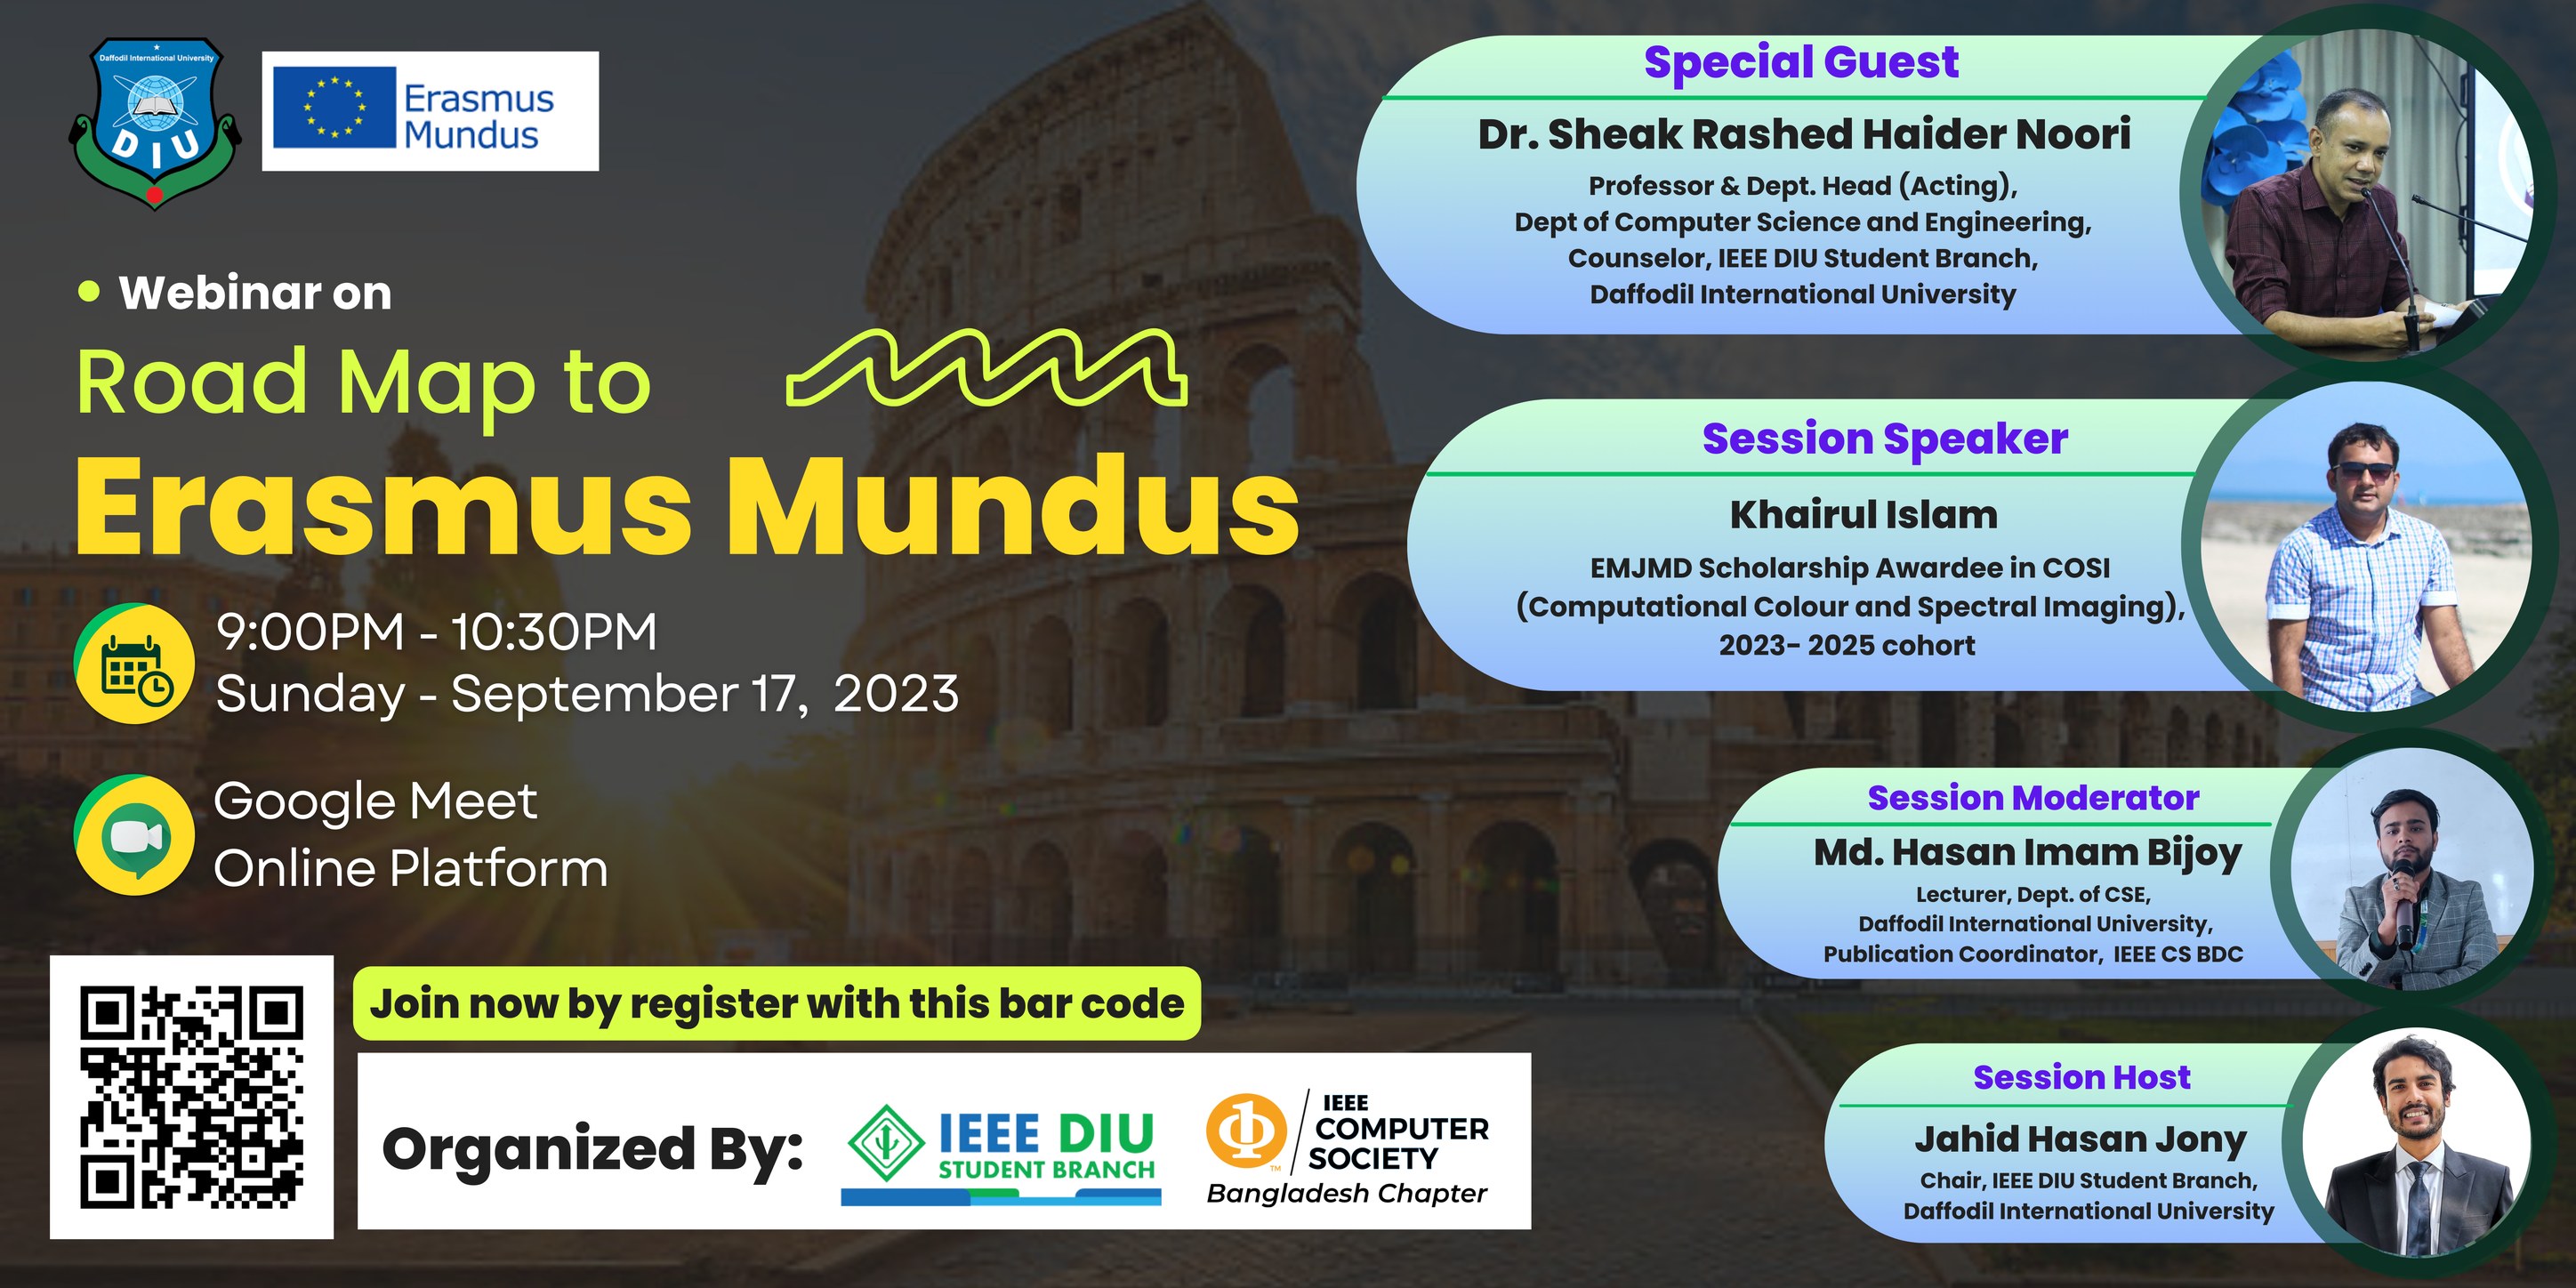 Daffodil International University
DIU
Erasmus
Mundus
Webinar on
Road Map to
Erasmus Mundus
9:00PM - 10:30PM
Sunday - September 17, 2023
Google Meet
Online Platform
Join now by register with this bar code
Organized By:
IEEE DIU
STUDENT BRANCH
IEEE
COMPUTER
SOCIETY
TM
Bangladesh Chapter
Special Guest
Dr. Sheak Rashed Haider Noori
Professor & Dept. Head (Acting),
Dept of Computer Science and Engineering,
Counselor, IEEE DIU Student Branch,
Daffodil International University
Session Speaker
Khairul Islam
EMJMD Scholarship Awardee in COSI
(Computational Colour and Spectral Imaging),
2023- 2025 cohort
Session Moderator
Md. Hasan Imam Bijoy
Lecturer, Dept. of CSE,
Daffodil International University,
Publication Coordinator, IEEE CS BDC
Session Host
Jahid Hasan Jony
Chair, IEEE DIU Student Branch,
Daffodil International University